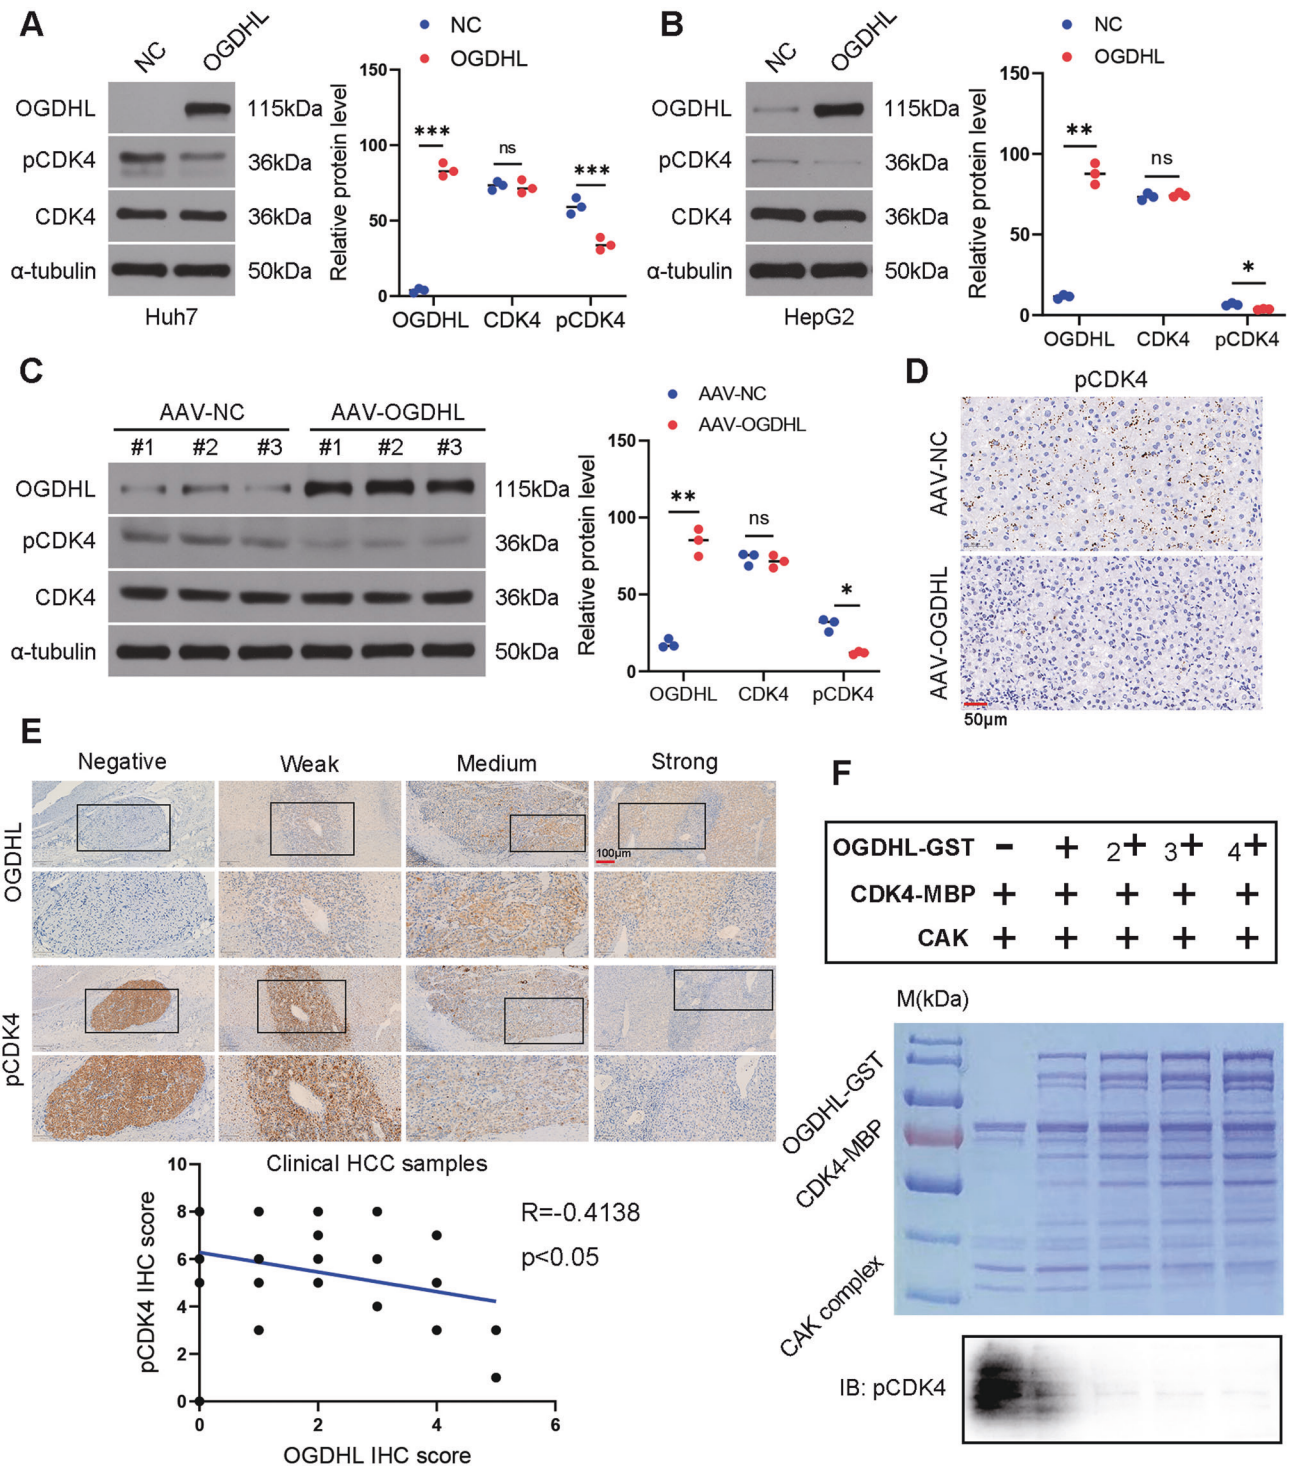 A
NC
OGDHL
OGDHL
115kDa
pCDK4
36kDa
CDK4
36kDa
α-tubulin
50kDa
Huh7
NC
OGDHL
Relative protein level
150
100
50
0
***
ns
***
OGDHL
CDK4
pCDK4
B
NC
OGDHL
OGDHL
115kDa
pCDK4
36kDa
CDK4
36kDa
α-tubulin
50kDa
HepG2
NC
OGDHL
Relative protein level
150
100
50
0
**
ns
*
OGDHL
CDK4
pCDK4
C
AAV-NC
AAV-OGDHL
#1 #2 #3 #1 #2 #3
OGDHL
115kDa
pCDK4
36kDa
CDK4
36kDa
α-tubulin
50kDa
AAV-NC
AAV-OGDHL
Relative protein level
150
100
50
0
**
ns
*
OGDHL
CDK4
pCDK4
D
pCDK4
AAV-NC
AAV-OGDHL
50μm
E
Negative
Weak
Medium
Strong
OGDHL
100μm
pCDK4
Clinical HCC samples
R=-0.4138
p<0.05
pCDK4 IHC score
10
8
6
4
2
0
0
2
4
6
OGDHL IHC score
F
OGDHL-GST - + 2+ 3+ 4+
CDK4-MBP + + + + +
CAK + + + + +
M(kDa)
OGDHL-GST
CDK4-MBP
CAK complex
IB: pCDK4